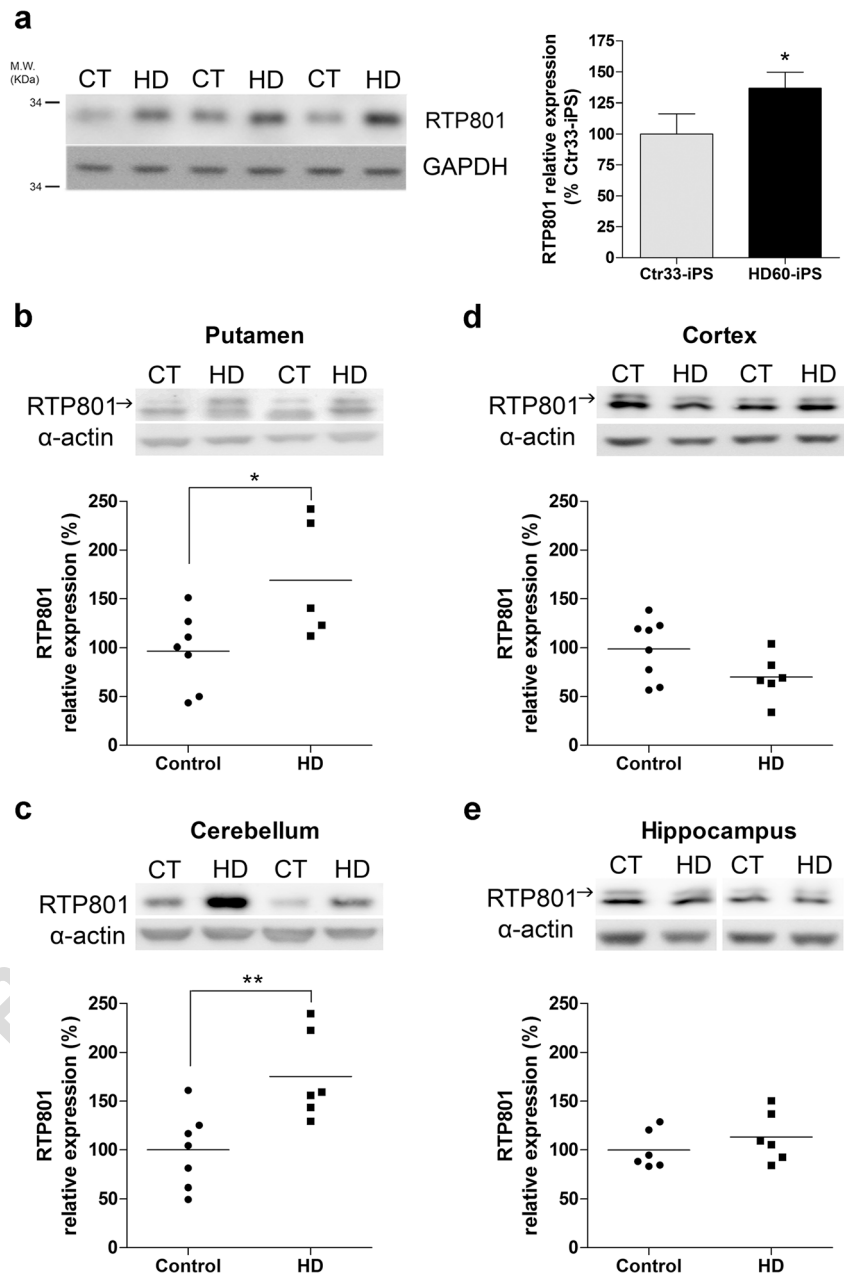 a
M.W.
(KDa)
CT HD CT HD CT HD
34
RTP801
GAPDH
34
RTP801 relative expression
(% Ctr33-iPS)
175
150
125
100
75
50
25
0
*
Ctr33-iPS HD60-iPS
b
Putamen
CT HD CT HD
RTP801→
α-actin
RTP801
relative expression (%)
250
200
150
100
50
0
*
Control HD
d
Cortex
CT HD CT HD
RTP801→
α-actin
RTP801
relative expression (%)
250
200
150
100
50
0
Control HD
c
Cerebellum
CT HD CT HD
RTP801
α-actin
RTP801
relative expression (%)
250
200
150
100
50
0
**
Control HD
e
Hippocampus
CT HD CT HD
RTP801→
α-actin
RTP801
relative expression (%)
250
200
150
100
50
0
Control HD